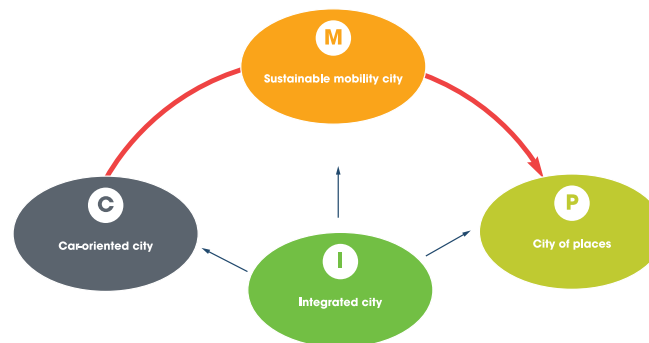 M
Sustainable mobility city
C
Car-oriented city
P
City of places
I
Integrated city